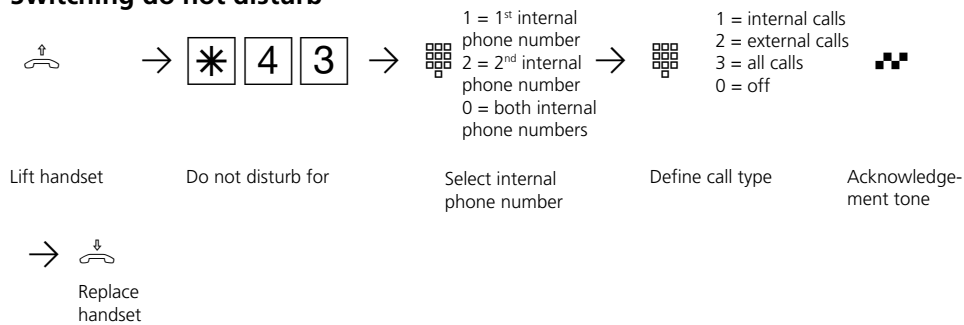 Switching do not disturb
1 = 1st internal
phone number
2 = 2nd internal
phone number
0 = both internal
phone numbers
1 = internal calls
2 = external calls
3 = all calls
0 = off
* 4 3
Lift handset
Do not disturb for
Select internal
phone number
Define call type
Acknowledge-
ment tone
Replace
handset